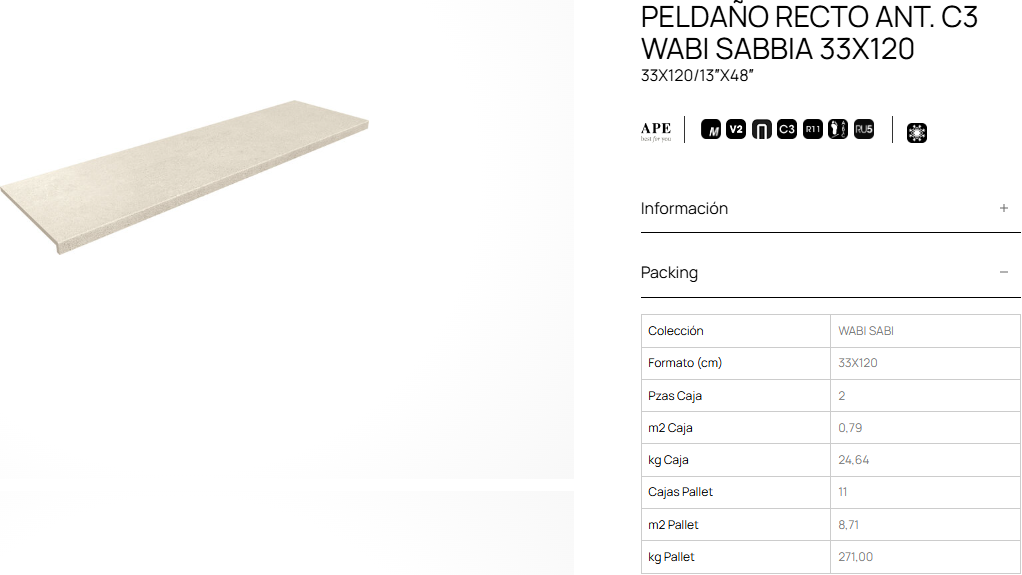 PELDAÑO RECTO ANT. C3
WABI SABBIA 33X120
33X120/13″X48″
APE
best for you
M V2 C3 R11 RU5
Información +
Packing −
Colección WABI SABI
Formato (cm) 33X120
Pzas Caja 2
m2 Caja 0,79
kg Caja 24,64
Cajas Pallet 11
m2 Pallet 8,71
kg Pallet 271,00